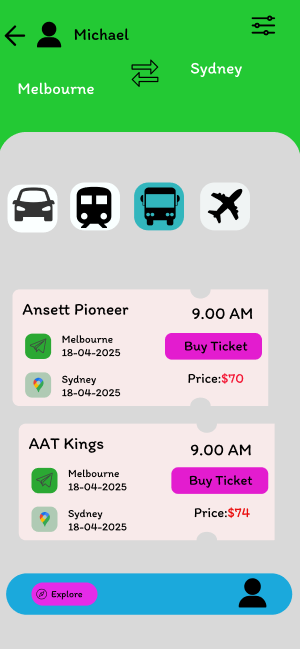 Michael
Sydney
Melbourne
Ansett Pioneer
9.00 AM
Melbourne
18-04-2025
Buy Ticket
Sydney
18-04-2025
Price:$70
AAT Kings
9.00 AM
Melbourne
18-04-2025
Buy Ticket
Sydney
18-04-2025
Price:$74
Explore